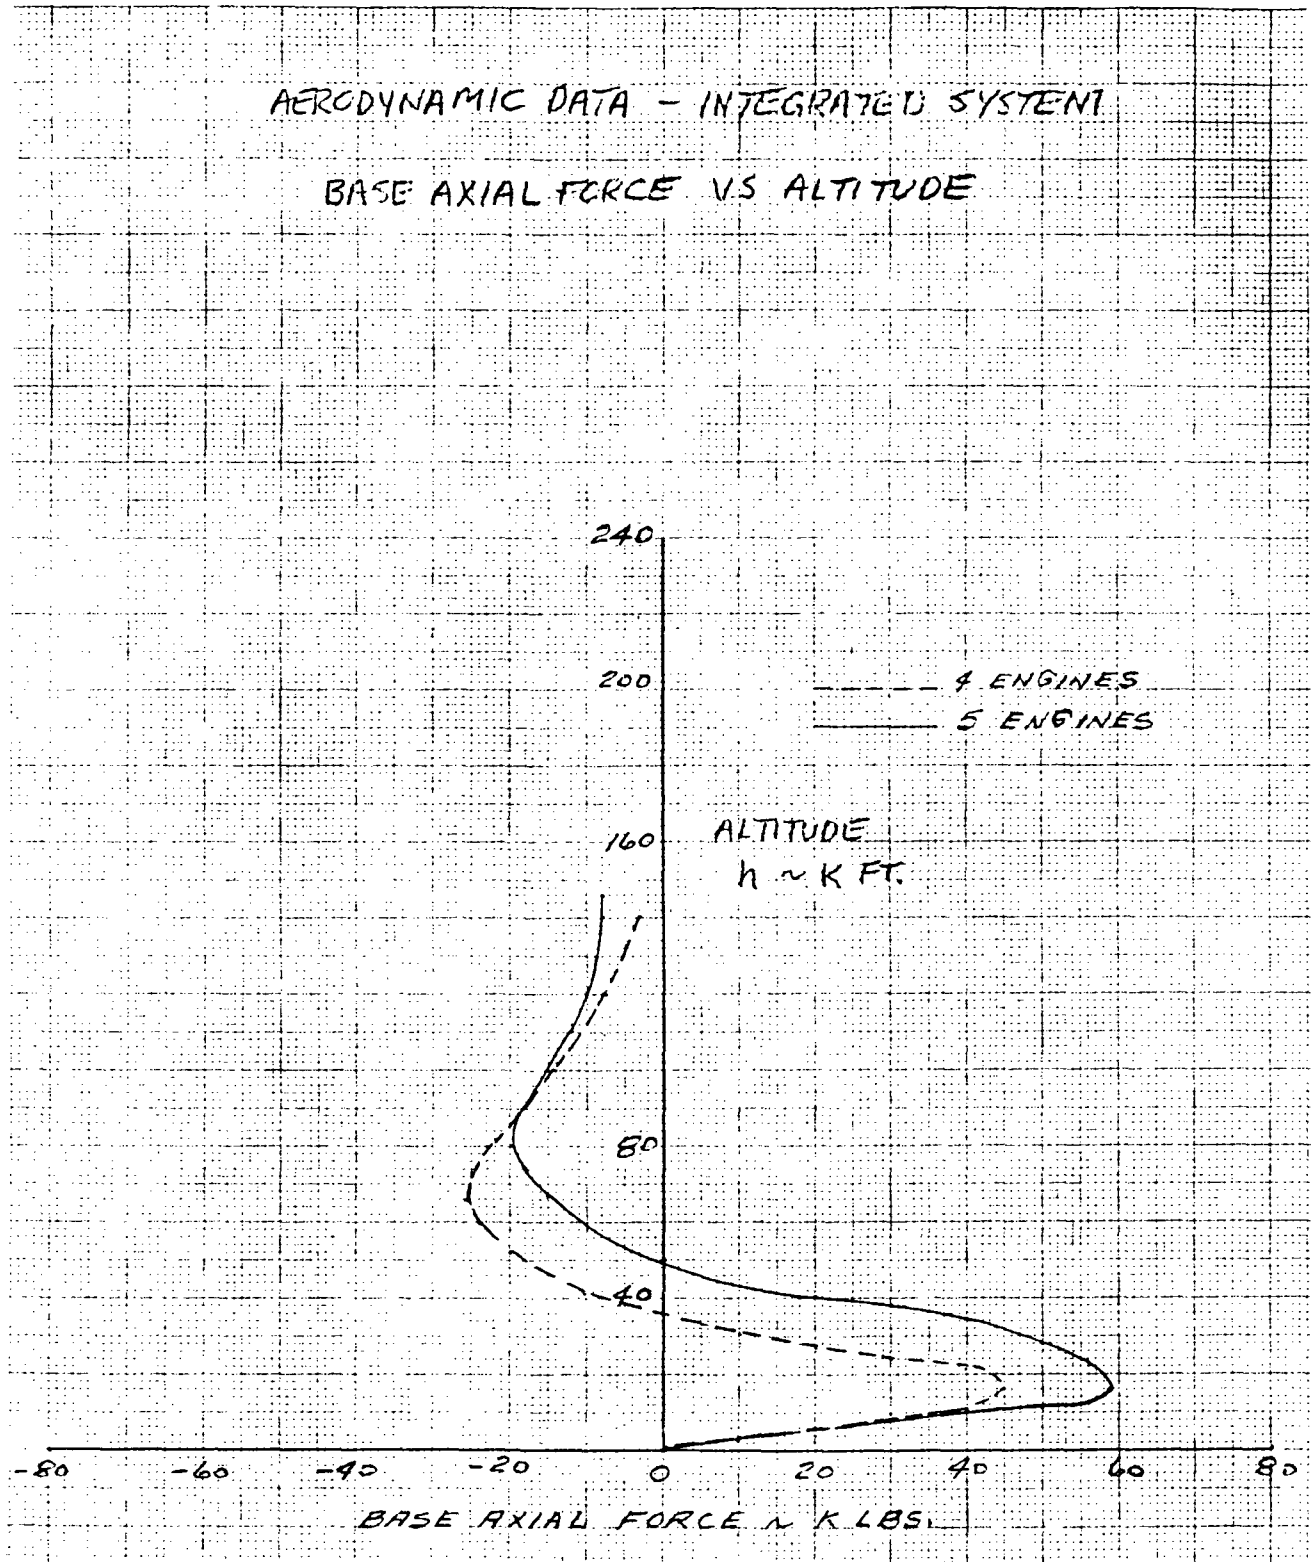 AERODYNAMIC DATA - INTEGRATED SYSTEM
BASE AXIAL FORCE VS ALTITUDE
240
200
4 ENGINES
5 ENGINES
160
ALTITUDE
h ~ K FT.
80
40
-80 -60 -40 -20 0 20 40 60 80
BASE AXIAL FORCE ~ K LBS.